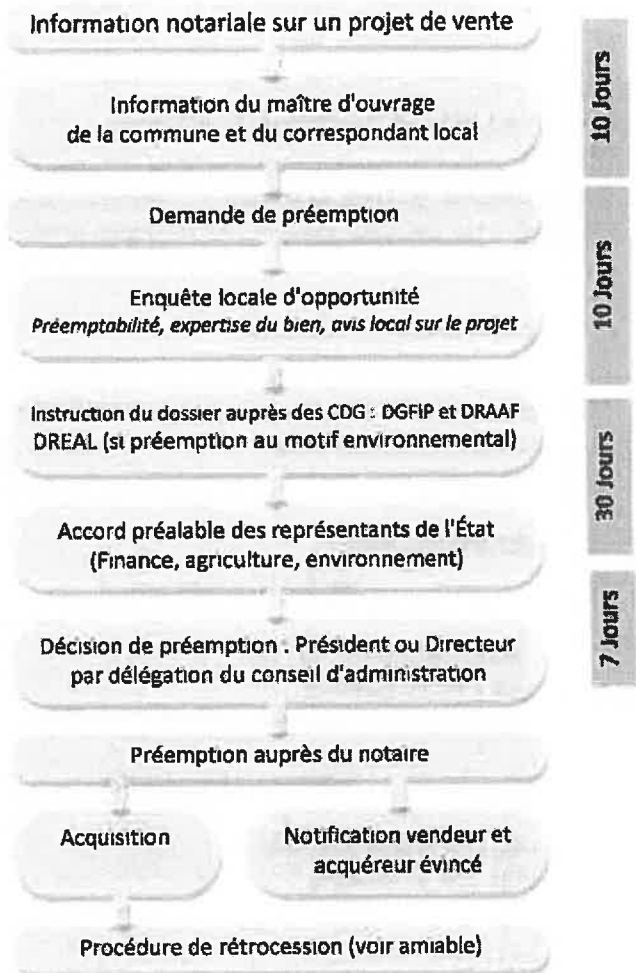 Information notariale sur un projet de vente
Information du maître d'ouvrage
de la commune et du correspondant local
10 Jours
Demande de préemption
Enquête locale d'opportunité
Préemptabilité, expertise du bien, avis local sur le projet
10 Jours
Instruction du dossier auprès des CDG : DGFIP et DRAAF
DREAL (si préemption au motif environnemental)
30 Jours
Accord préalable des représentants de l'État
(Finance, agriculture, environnement)
Décision de préemption . Président ou Directeur
par délégation du conseil d'administration
7 Jours
Préemption auprès du notaire
Acquisition
Notification vendeur et
acquéreur évincé
Procédure de rétrocession (voir amiable)